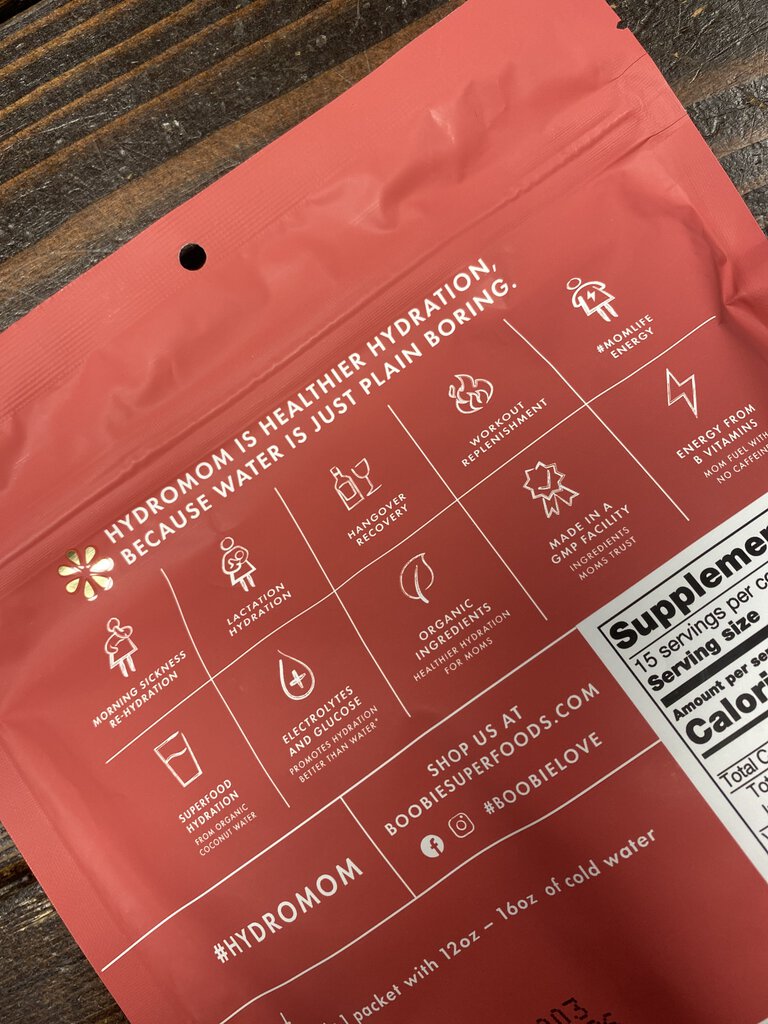 HYDROMOM IS HEALTHIER HYDRATION,
BECAUSE WATER IS JUST PLAIN BORING.
MORNING SICKNESS
RE-HYDRATION
LACTATION
HYDRATION
HANGOVER
RECOVERY
WORKOUT
REPLENISHMENT
#MOMLIFE
ENERGY
SUPERFOOD
HYDRATION
FROM ORGANIC
COCONUT WATER
ELECTROLYTES
AND GLUCOSE
PROMOTES HYDRATION
BETTER THAN WATER
ORGANIC
INGREDIENTS
HEALTHIER HYDRATION
FOR MOMS
MADE IN A
GMP FACILITY
INGREDIENTS
MOMS TRUST
ENERGY FROM
B VITAMINS
MOM FUEL WITH
NO CAFFEINE
#HYDROMOM
SHOP US AT
BOOBIESUPERFOODS.COM
#BOOBIELOVE
1 packet with 12oz – 16oz of cold water
15 servings per
Serving size
Amount per
Total